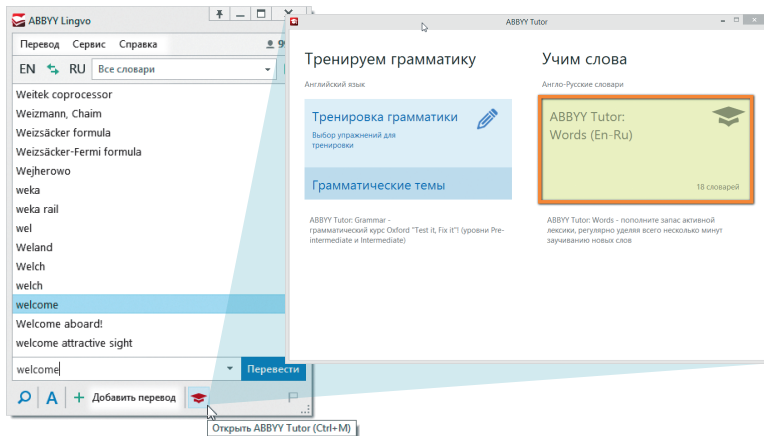 ABBYY Lingvo
Перевод Сервис Справка
EN RU Все словари
Weitek coprocessor
Weizmann, Chaim
Weizsäcker formula
Weizsäcker-Fermi formula
Wejherowo
weka
weka rail
wel
Weland
Welch
welch
welcome
Welcome aboard!
welcome attractive sight
welcome
Перевести
Добавить перевод
Открыть ABBYY Tutor (Ctrl+M)
ABBYY Tutor
Тренируем грамматику
Английский язык
Тренировка грамматики
Выбор упражнений для
тренировки
Грамматические темы
ABBYY Tutor: Grammar -
грамматический курс Oxford "Test it, Fix it"! (уровни Pre-
intermediate и Intermediate)
Учим слова
Англо-Русские словари
ABBYY Tutor:
Words (En-Ru)
18 словарей
ABBYY Tutor: Words - пополните запас активной
лексики, регулярно уделяя всего несколько минут
заучиванию новых слов